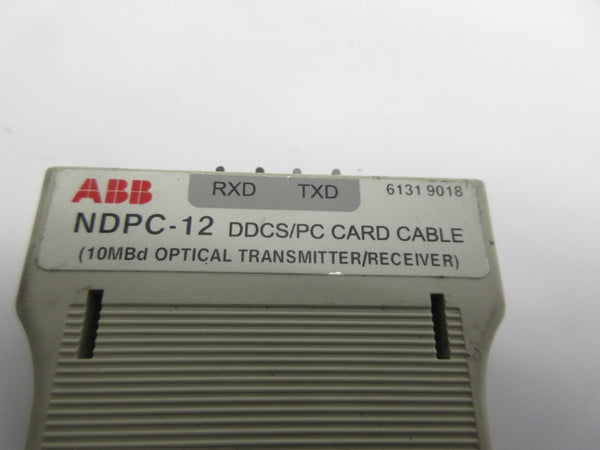 ABB RXD TXD 6131 9018
NDPC-12 DDCS/PC CARD CABLE
(10MBd OPTICAL TRANSMITTER/RECEIVER)